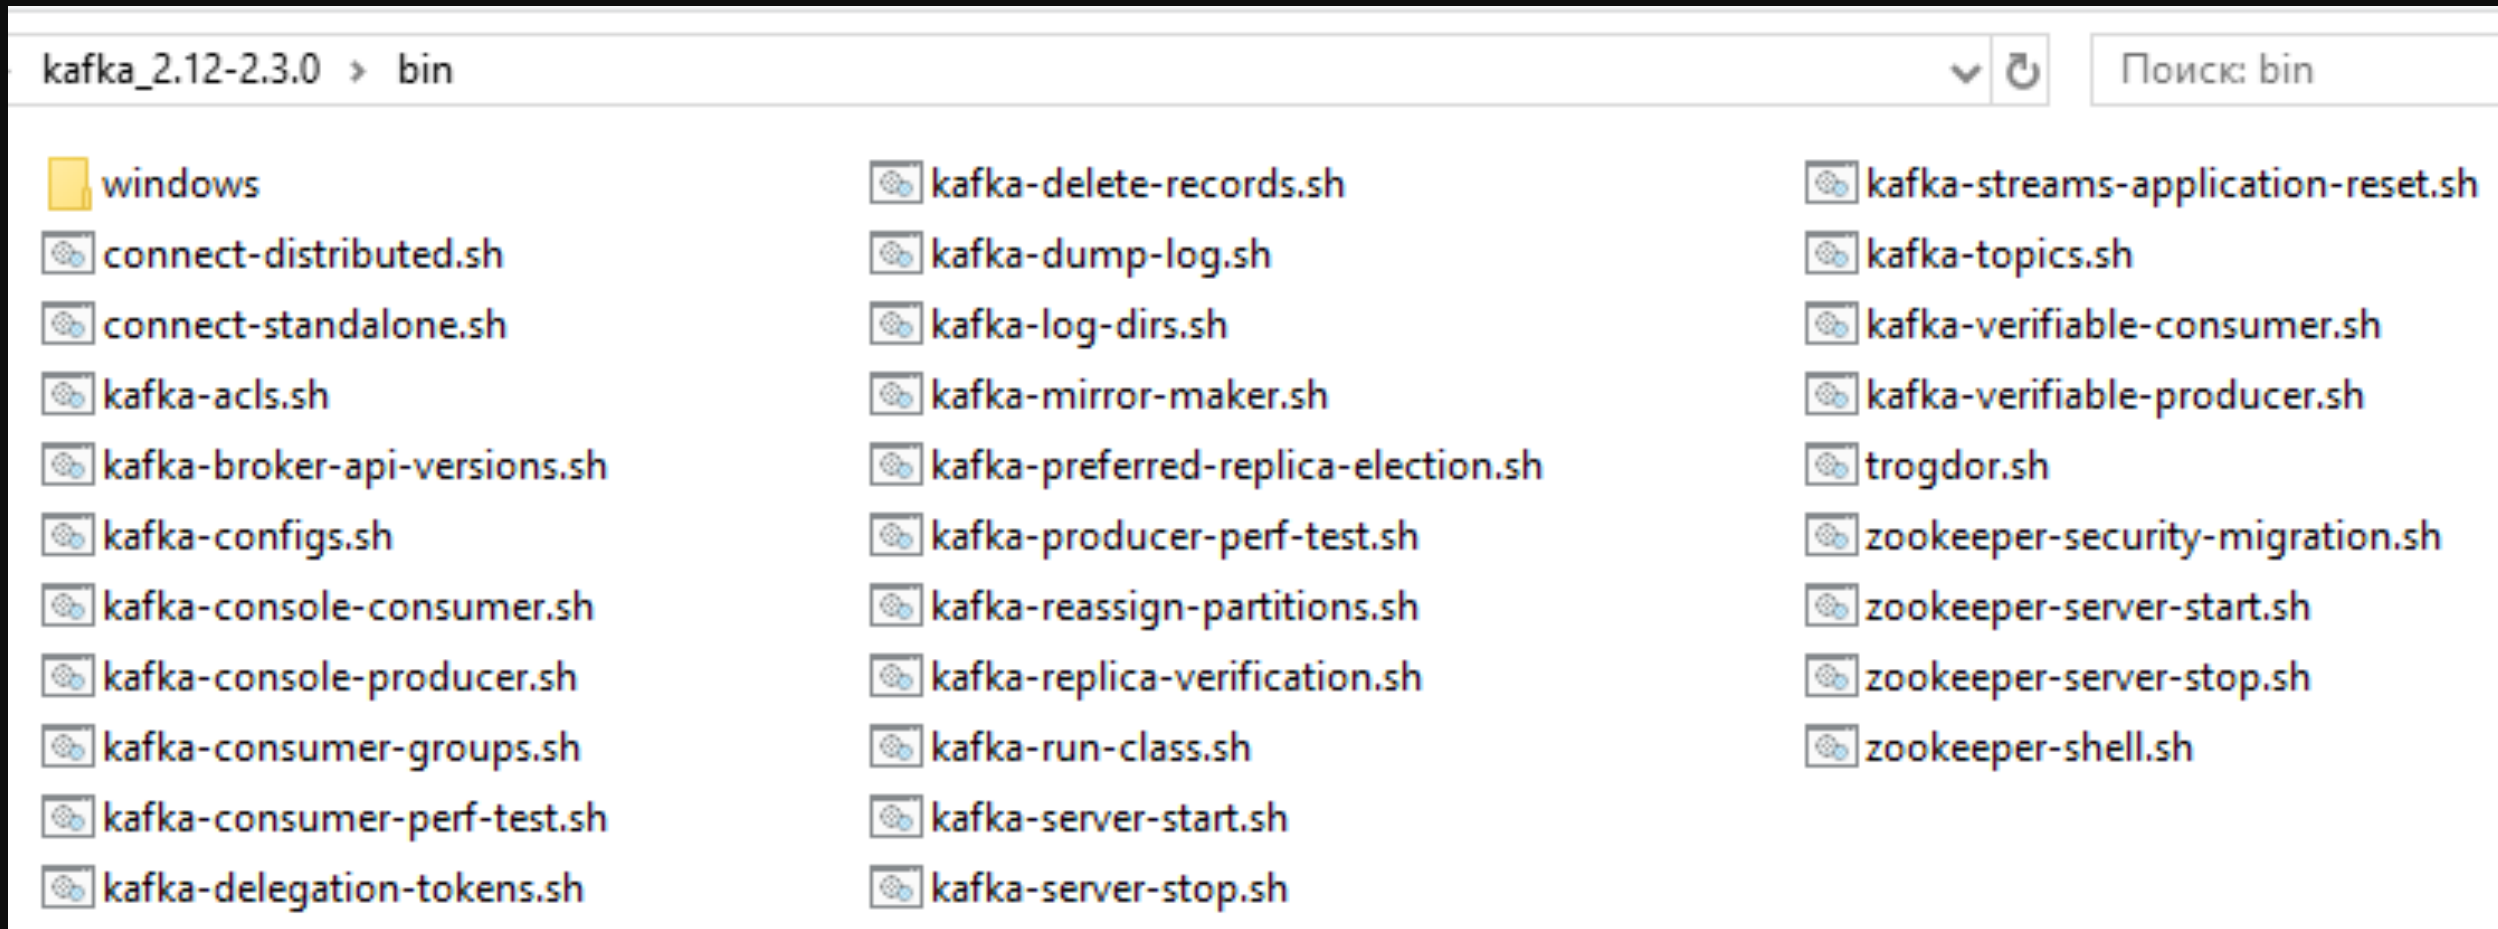 kafka_2.12-2.3.0 > bin
Поиск: bin
windows
connect-distributed.sh
connect-standalone.sh
kafka-acls.sh
kafka-broker-api-versions.sh
kafka-configs.sh
kafka-console-consumer.sh
kafka-console-producer.sh
kafka-consumer-groups.sh
kafka-consumer-perf-test.sh
kafka-delegation-tokens.sh
kafka-delete-records.sh
kafka-dump-log.sh
kafka-log-dirs.sh
kafka-mirror-maker.sh
kafka-preferred-replica-election.sh
kafka-producer-perf-test.sh
kafka-reassign-partitions.sh
kafka-replica-verification.sh
kafka-run-class.sh
kafka-server-start.sh
kafka-server-stop.sh
kafka-streams-application-reset.sh
kafka-topics.sh
kafka-verifiable-consumer.sh
kafka-verifiable-producer.sh
trogdor.sh
zookeeper-security-migration.sh
zookeeper-server-start.sh
zookeeper-server-stop.sh
zookeeper-shell.sh